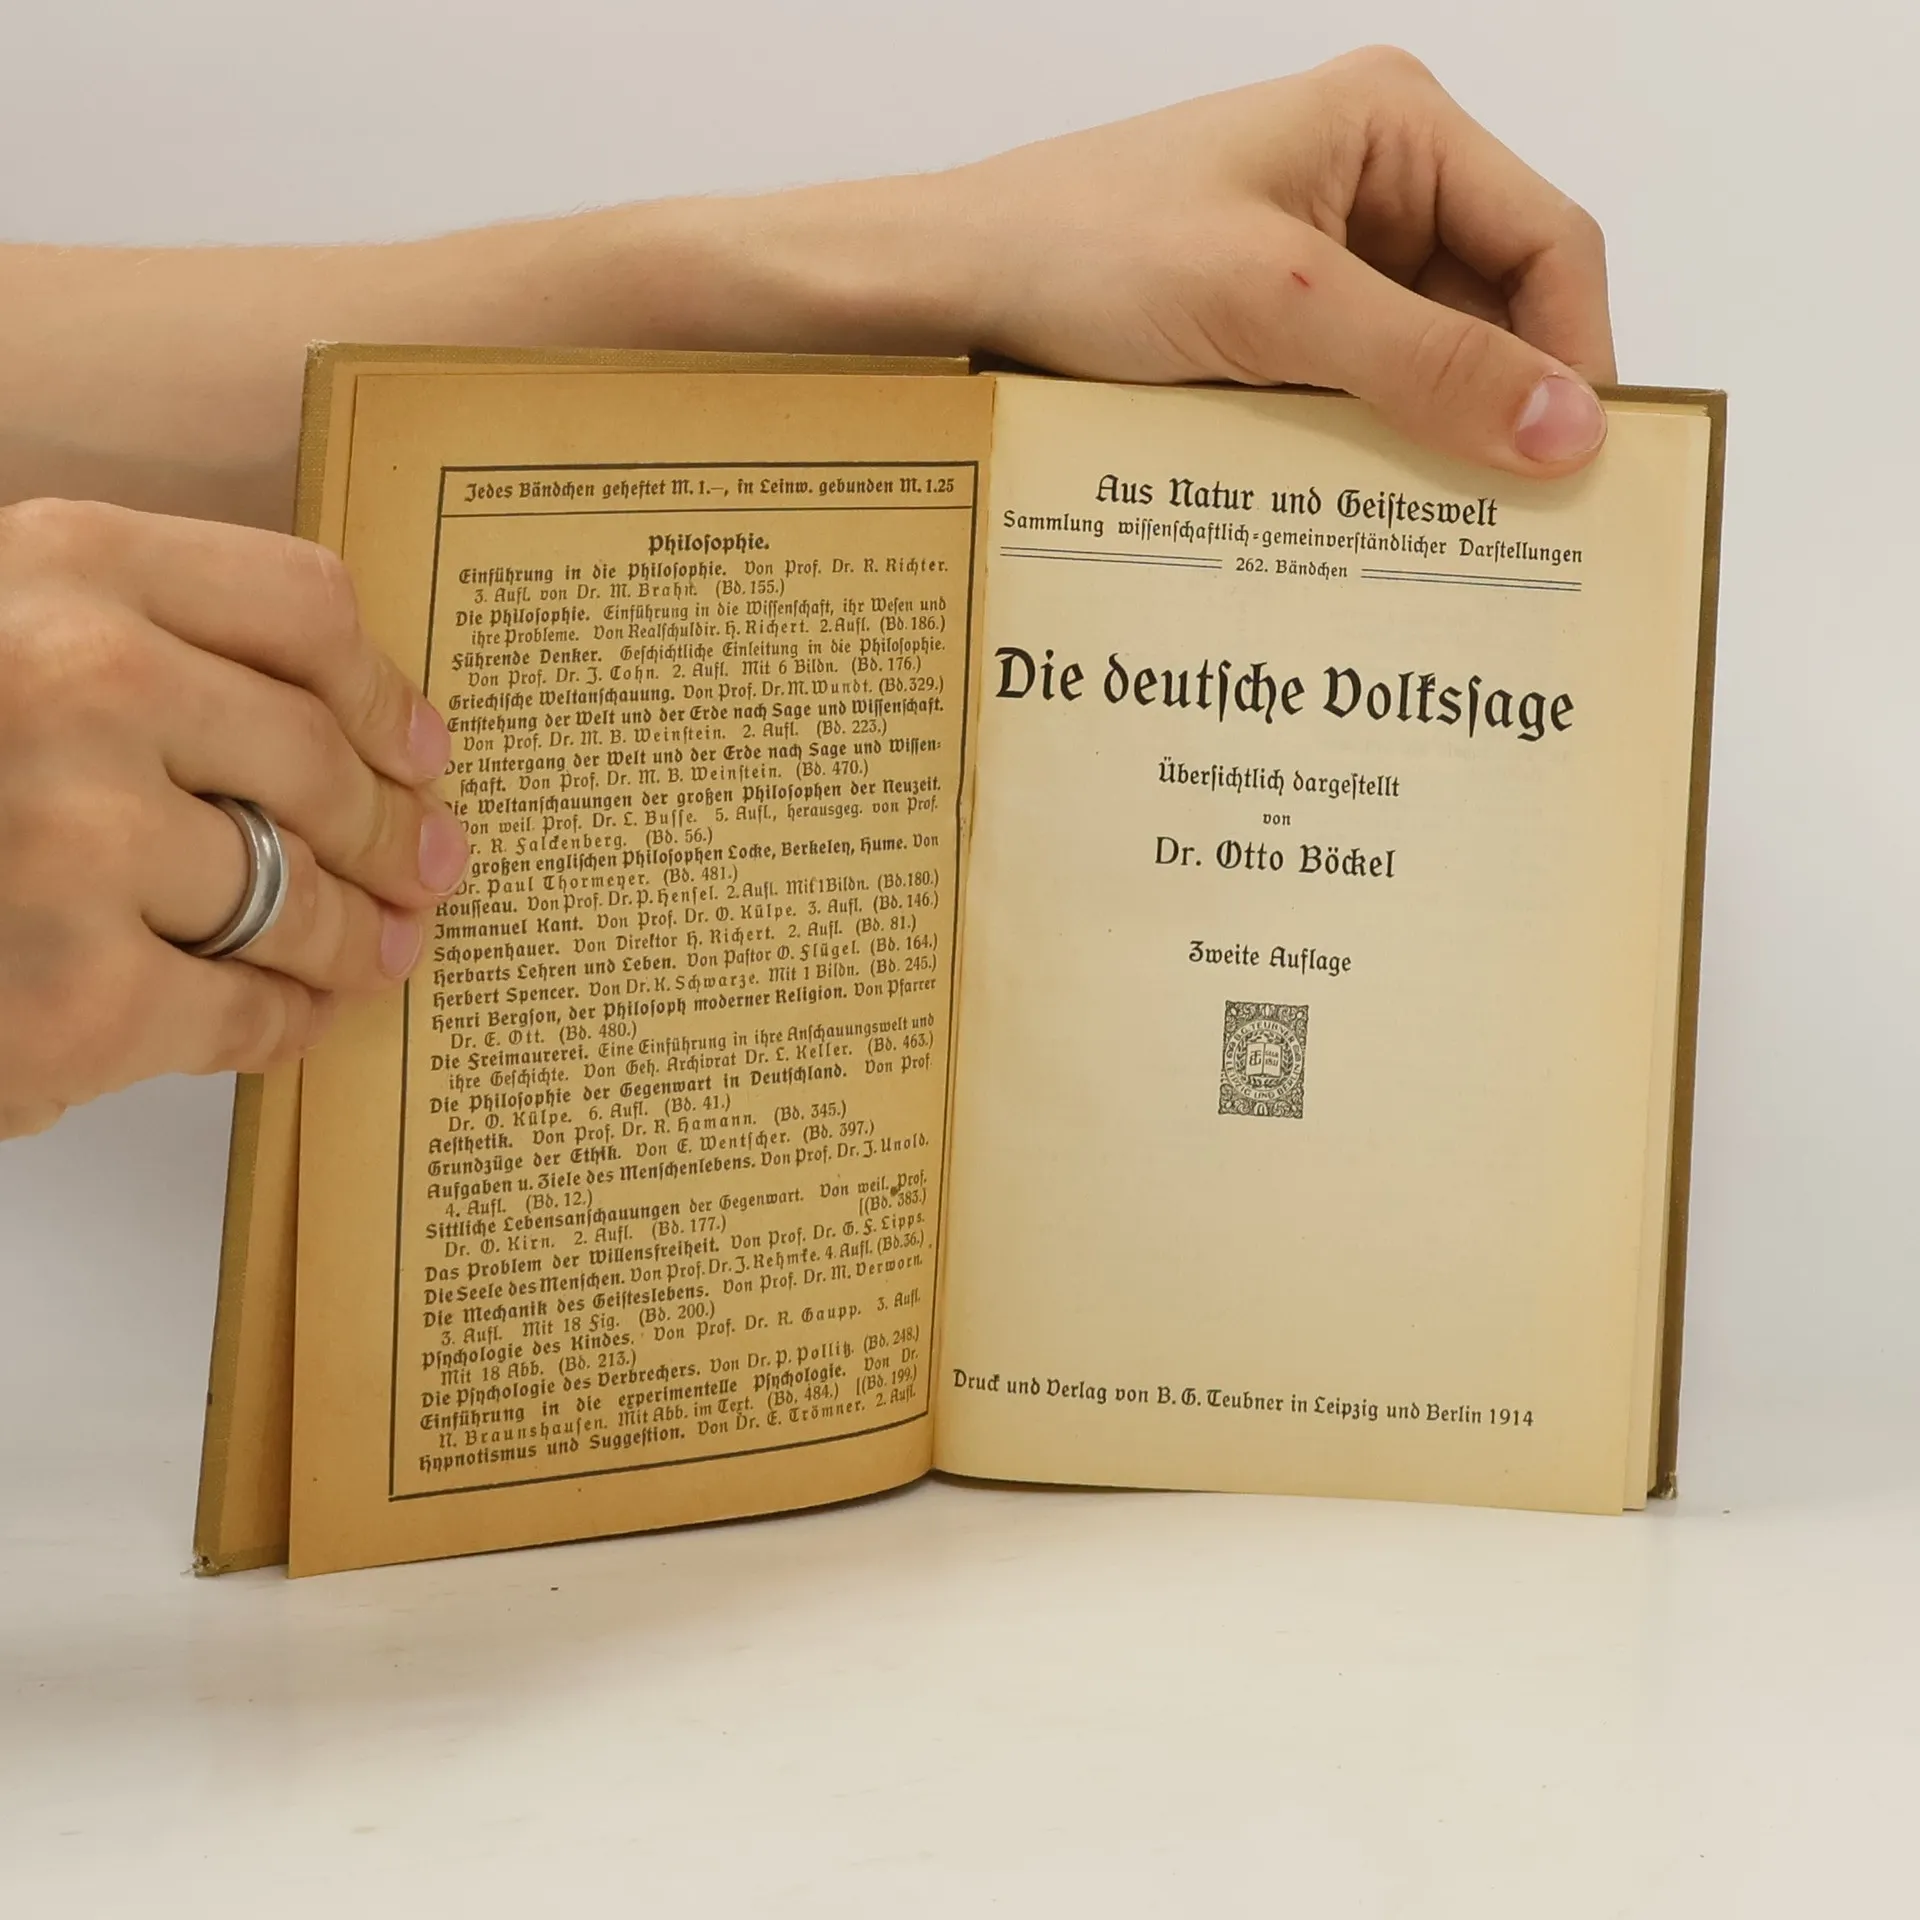 Jedes Bändchen geheftet M. 1.—, in Leinw. gebunden M. 1.25
Philoſophie.
Einführung in die Philoſophie. Von Prof. Dr. R. Richter.
3. Aufl. von Dr. M. Brahn. (Bd. 155.)
Die Philoſophie. Einführung in die Wiſſenſchaft, ihr Weſen und
ihre Probleme. Von Realſchuldir. H. Richert. 2. Aufl. (Bd. 186.)
Führende Denker. Geſchichtliche Einleitung in die Philoſophie.
Von Prof. Dr. J. Cohn. 2. Aufl. Mit 6 Bildn. (Bd. 176.)
Griechiſche Weltanſchauung. Von Prof. Dr. M. Wundt. (Bd. 329.)
Entſtehung der Welt und der Erde nach Sage und Wiſſenſchaft.
Von Prof. Dr. M. B. Weinſtein. 2. Aufl. (Bd. 223.)
Der Untergang der Welt und der Erde nach Sage und Wiſſen-
ſchaft. Von Prof. Dr. M. B. Weinſtein. (Bd. 470.)
Die Weltanſchauungen der großen Philoſophen der Neuzeit.
Von weil. Prof. Dr. L. Buſſe. 5. Aufl., herausgeg. von Prof.
R. Falckenberg. (Bd. 56.)
großen engliſchen Philoſophen Locke, Berkeley, Hume. Von
Dr. Paul Thormeyer. (Bd. 481.)
Rouſſeau. Von Prof. Dr. P. Henſel. 2. Aufl. Mit 1 Bildn. (Bd. 180.)
Immanuel Kant. Von Prof. Dr. O. Külpe. 3. Aufl. (Bd. 146.)
Schopenhauer. Von Direktor H. Richert. 2. Aufl. (Bd. 81.)
Herbarts Lehren und Leben. Von Paſtor O. Flügel. (Bd. 164.)
Herbert Spencer. Von Dr. K. Schwarze. Mit 1 Bildn. (Bd. 245.)
Henri Bergſon, der Philoſoph moderner Religion. Von Pfarrer
Dr. E. Ott. (Bd. 480.)
Die Freimaurerei. Eine Einführung in ihre Anſchauungswelt und
ihre Geſchichte. Von Geh. Archivrat Dr. L. Keller. (Bd. 463.)
Die Philoſophie der Gegenwart in Deutſchland. Von Prof.
Dr. O. Külpe. 6. Aufl. (Bd. 41.)
Aeſthetik. Von Prof. Dr. R. Hamann. (Bd. 345.)
Grundzüge der Ethik. Von E. Wentſcher. (Bd. 397.)
Aufgaben u. Ziele des Menſchenlebens. Von Prof. Dr. J. Unold.
4. Aufl. (Bd. 12.)
Sittliche Lebensanſchauungen der Gegenwart. Von weil. Prof.
Dr. O. Kirn. 2. Aufl. (Bd. 177.) [(Bd. 383.)
Das Problem der Willensfreiheit. Von Prof. Dr. G. F. Lipps.
Die Seele des Menſchen. Von Prof. Dr. J. Rehmke. 4. Aufl. (Bd. 36.)
Die Mechanik des Geiſteslebens. Von Prof. Dr. M. Verworn.
3. Aufl. Mit 18 Fig. (Bd. 200.)
Pſychologie des Kindes. Von Prof. Dr. R. Gaupp. 3. Aufl.
Mit 18 Abb. (Bd. 213.)
Die Pſychologie des Verbrechers. Von Dr. P. Pollitz. (Bd. 248.)
Einführung in die experimentelle Pſychologie. Von Dr.
N. Braunshauſen. Mit Abb. im Text. (Bd. 484.) [(Bd. 199.)
Hypnotismus und Suggeſtion. Von Dr. E. Trömner. 2. Aufl.
Aus Natur und Geiſteswelt
Sammlung wiſſenſchaftlich-gemeinverſtändlicher Darſtellungen
262. Bändchen
Die deutſche Volksſage
Überſichtlich dargeſtellt
von
Dr. Otto Böckel
Zweite Auflage
B. G. TEUBNER
LEIPZIG UND BERLIN
Druck und Verlag von B. G. Teubner in Leipzig und Berlin 1914